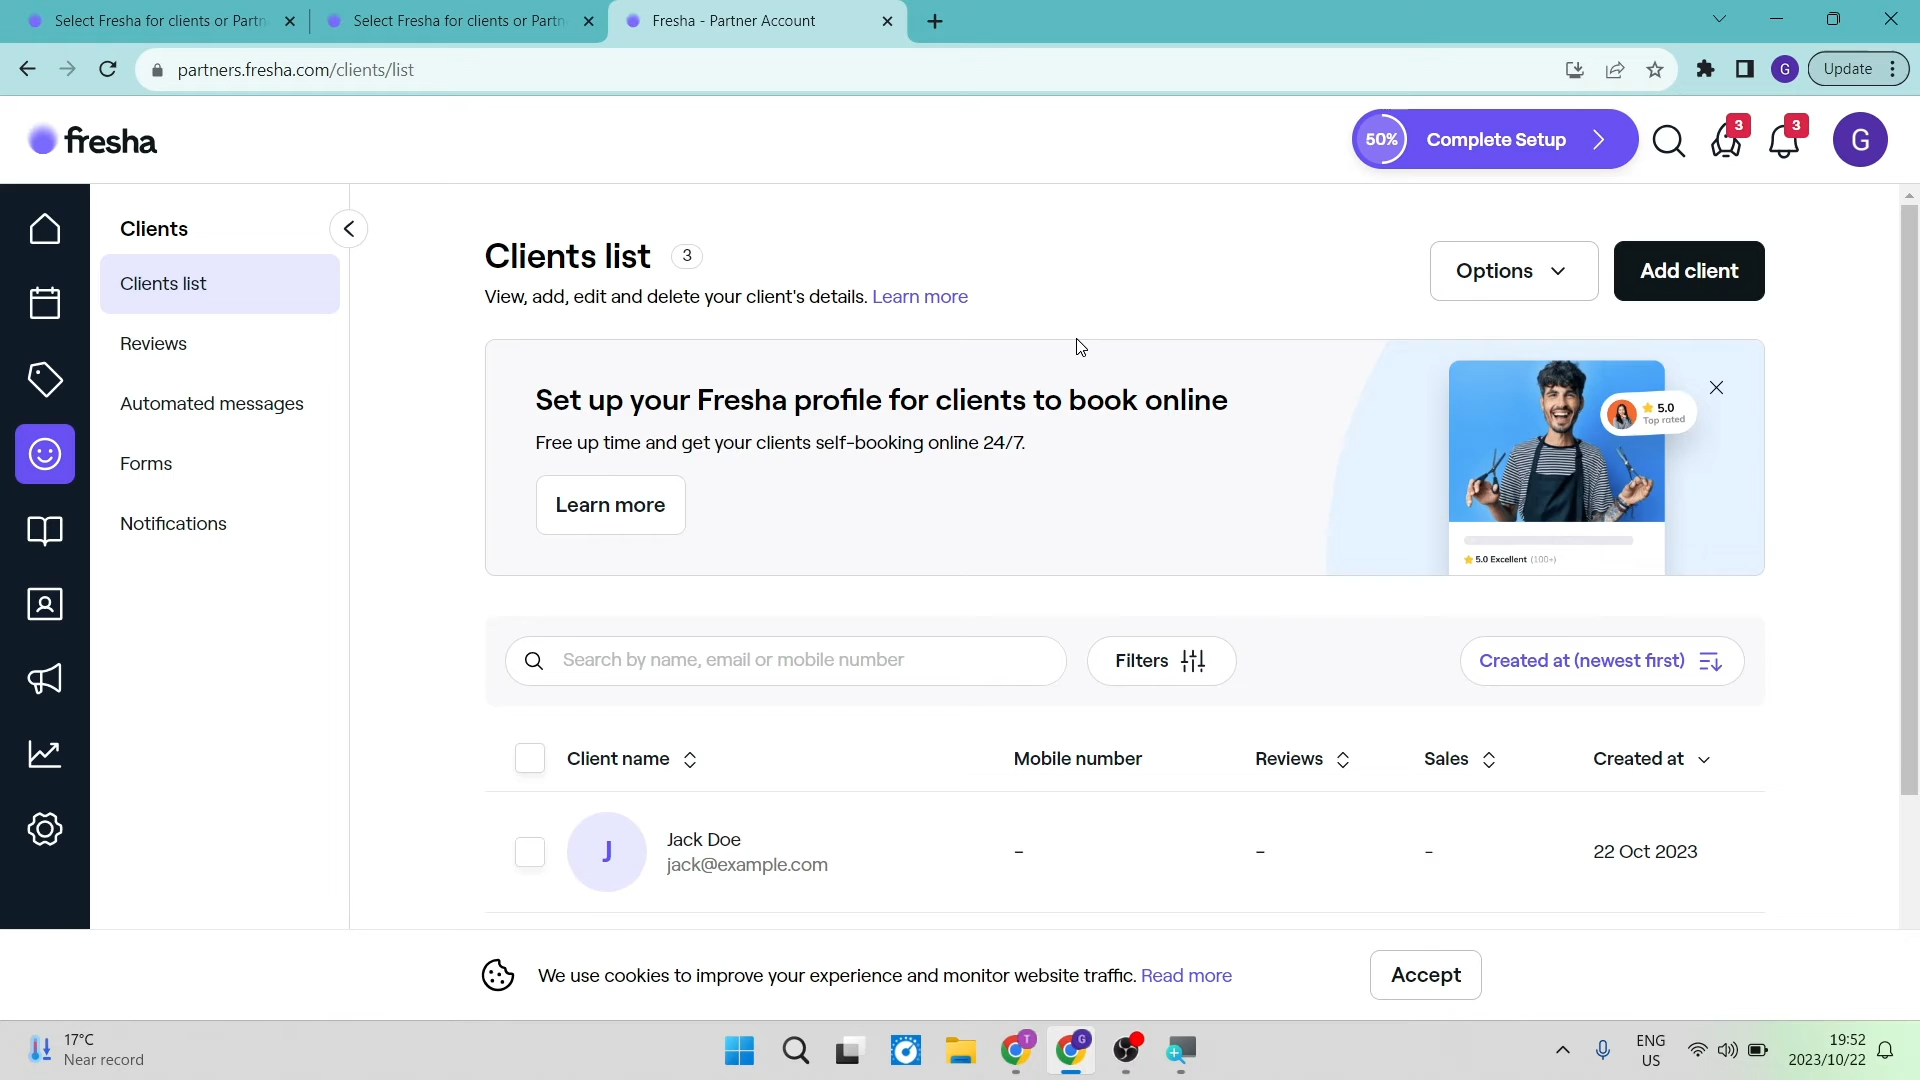 Select Fresha for clients or Partn
Select Fresha for clients or Partn
Fresha - Partner Account
partners.fresha.com/clients/list
G
Update
fresha
50%
Complete Setup
3
3
G
Clients
Clients list
Reviews
Automated messages
Forms
Notifications
Clients list 3
View, add, edit and delete your client's details. Learn more
Options
Add client
Set up your Fresha profile for clients to book online
Free up time and get your clients self-booking online 24/7.
Learn more
5.0
Top rated
5.0 Excellent (100+)
Search by name, email or mobile number
Filters
Created at (newest first)
Client name
Mobile number
Reviews
Sales
Created at
J
Jack Doe
jack@example.com
-
-
-
22 Oct 2023
We use cookies to improve your experience and monitor website traffic. Read more
Accept
17°C
Near record
T
G
ENG
US
19:52
2023/10/22